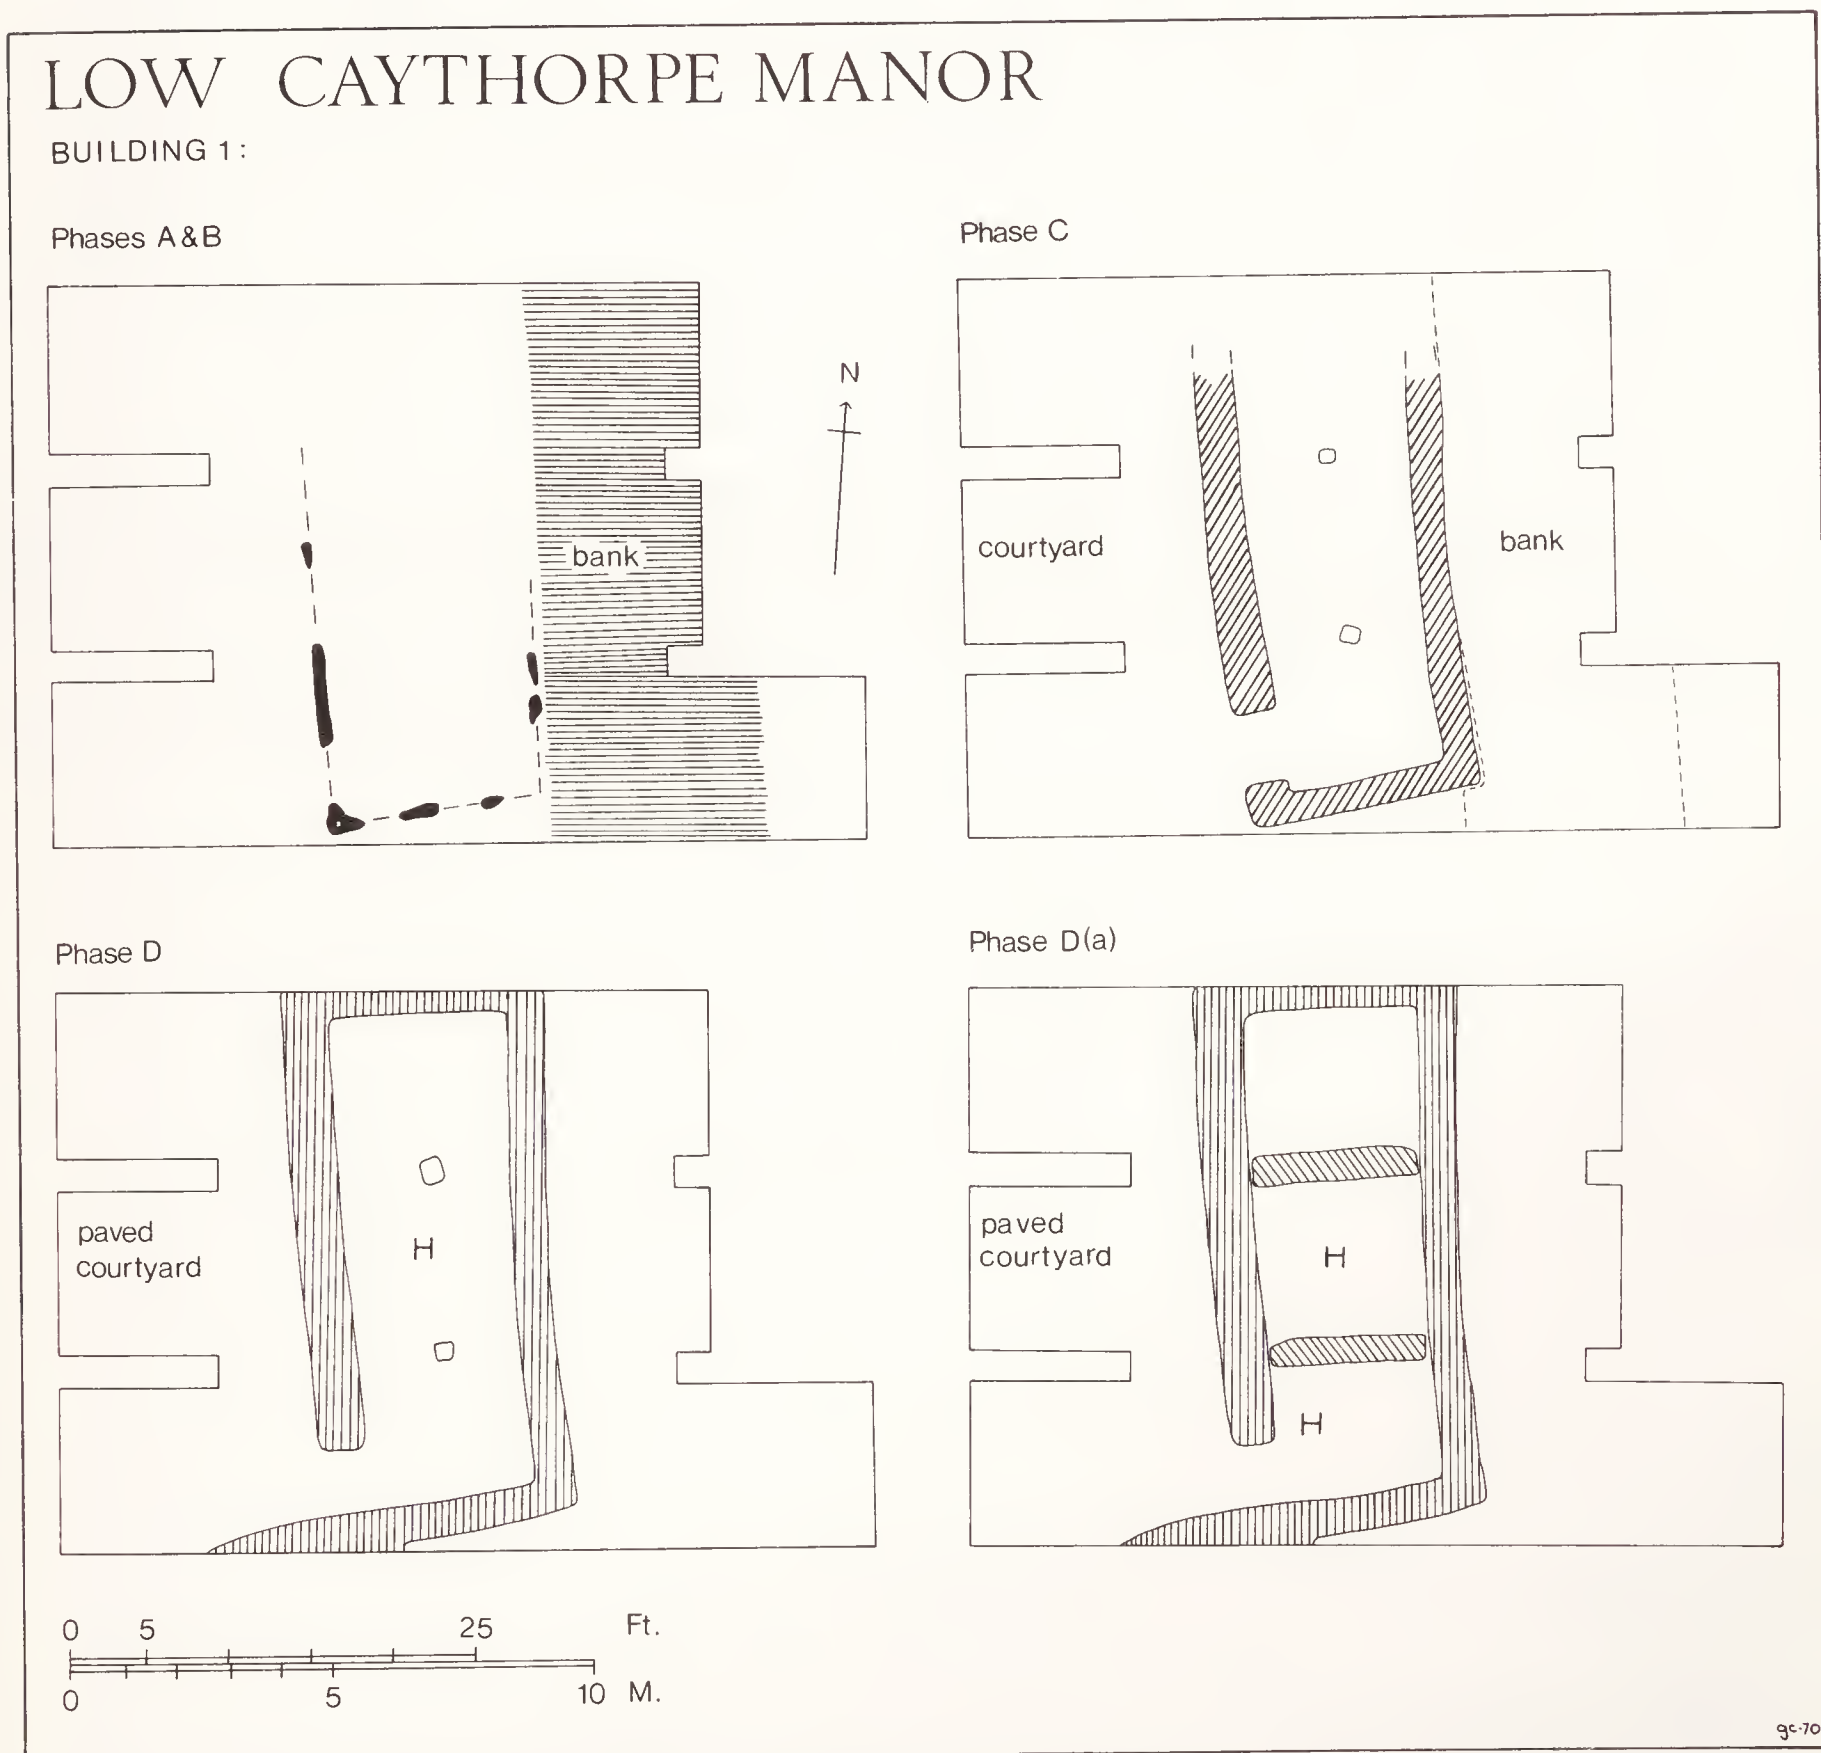 LOW CAYTHORPE MANOR
BUILDING 1:
Phases A & B
bank
N
Phase C
courtyard
bank
Phase D
paved
courtyard
H
Phase D(a)
paved
courtyard
H
H
0 5 25 Ft.
0 5 10 M.
gc·70